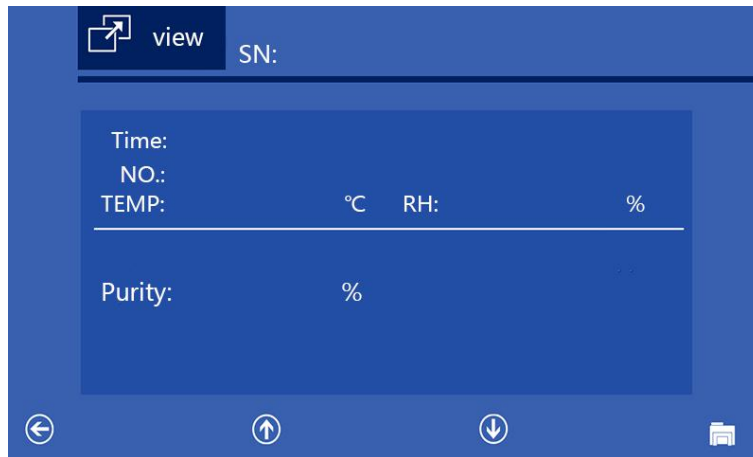 view
SN:
Time:
NO.:
TEMP: ℃ RH: %
Purity: %